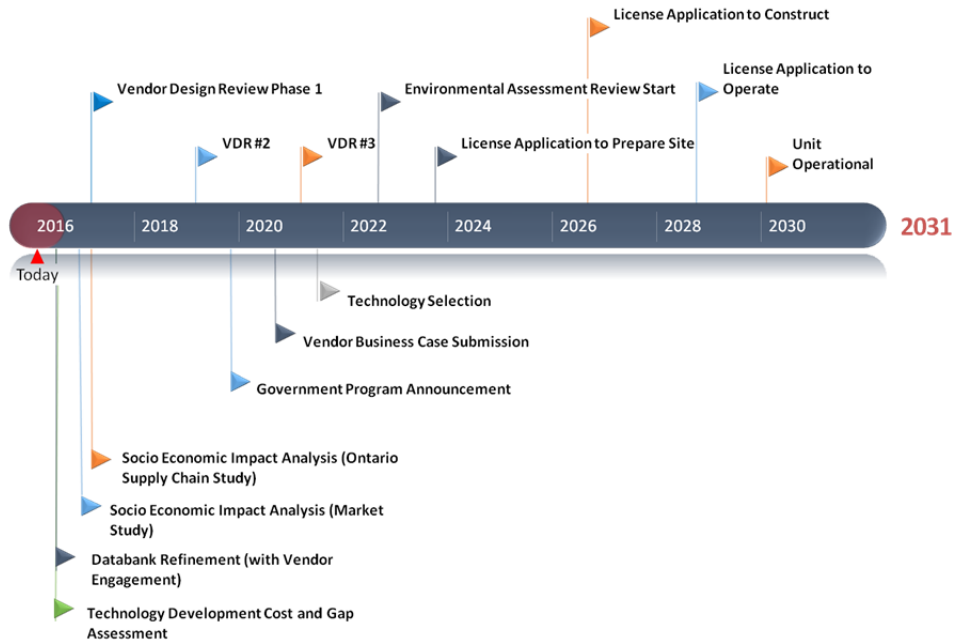 License Application to Construct
Vendor Design Review Phase 1
Environmental Assessment Review Start
License Application to
Operate
VDR #2
VDR #3
License Application to Prepare Site
Unit
Operational
2016
2018
2020
2022
2024
2026
2028
2030
2031
Today
Technology Selection
Vendor Business Case Submission
Government Program Announcement
Socio Economic Impact Analysis (Ontario
Supply Chain Study)
Socio Economic Impact Analysis (Market
Study)
Databank Refinement (with Vendor
Engagement)
Technology Development Cost and Gap
Assessment